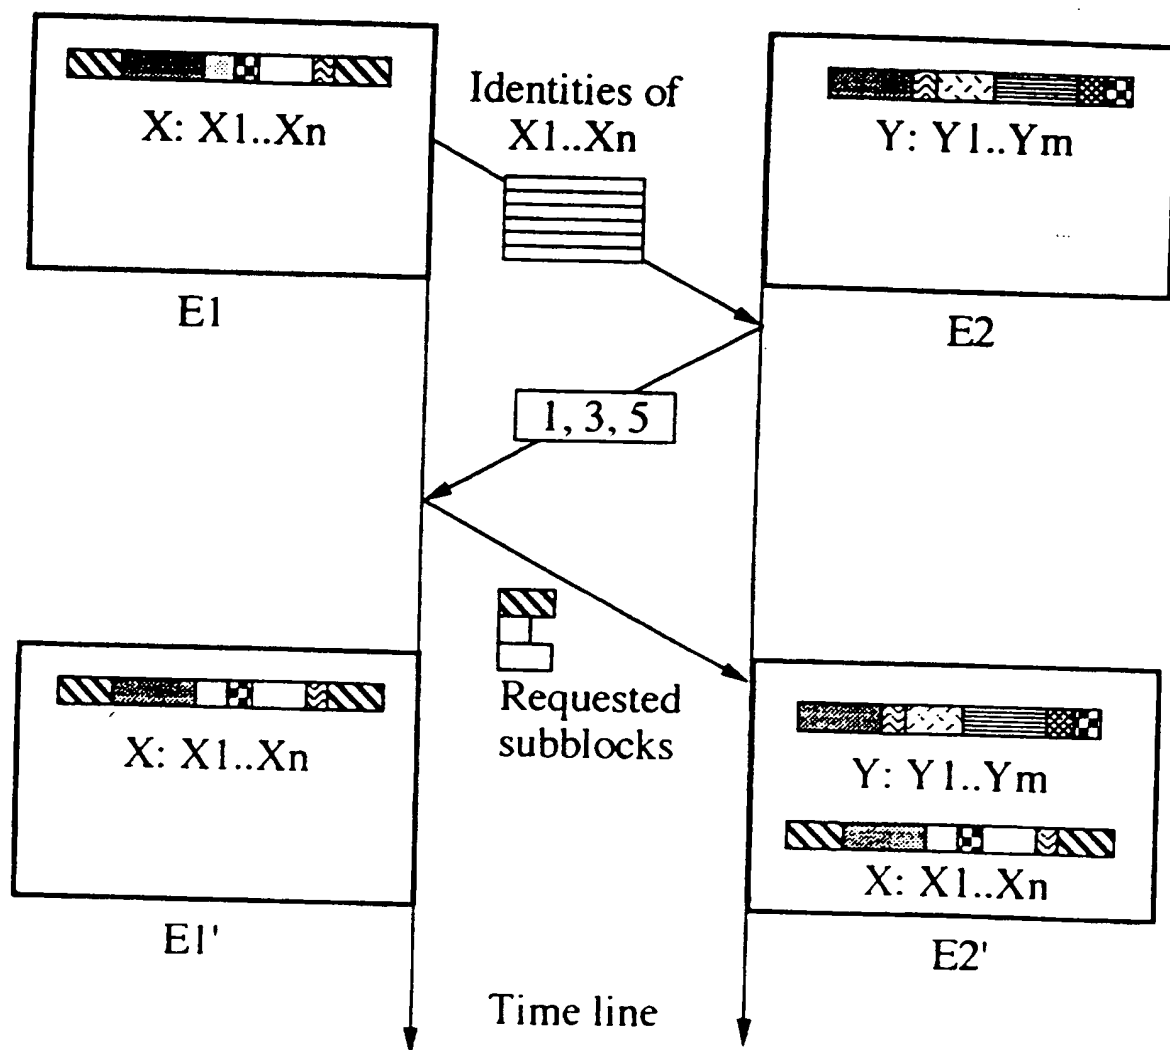 Identities of
X1..Xn
X: X1..Xn
Y: Y1..Ym
E1
E2
1, 3, 5
Requested
subblocks
X: X1..Xn
Y: Y1..Ym
X: X1..Xn
E1'
E2'
Time line